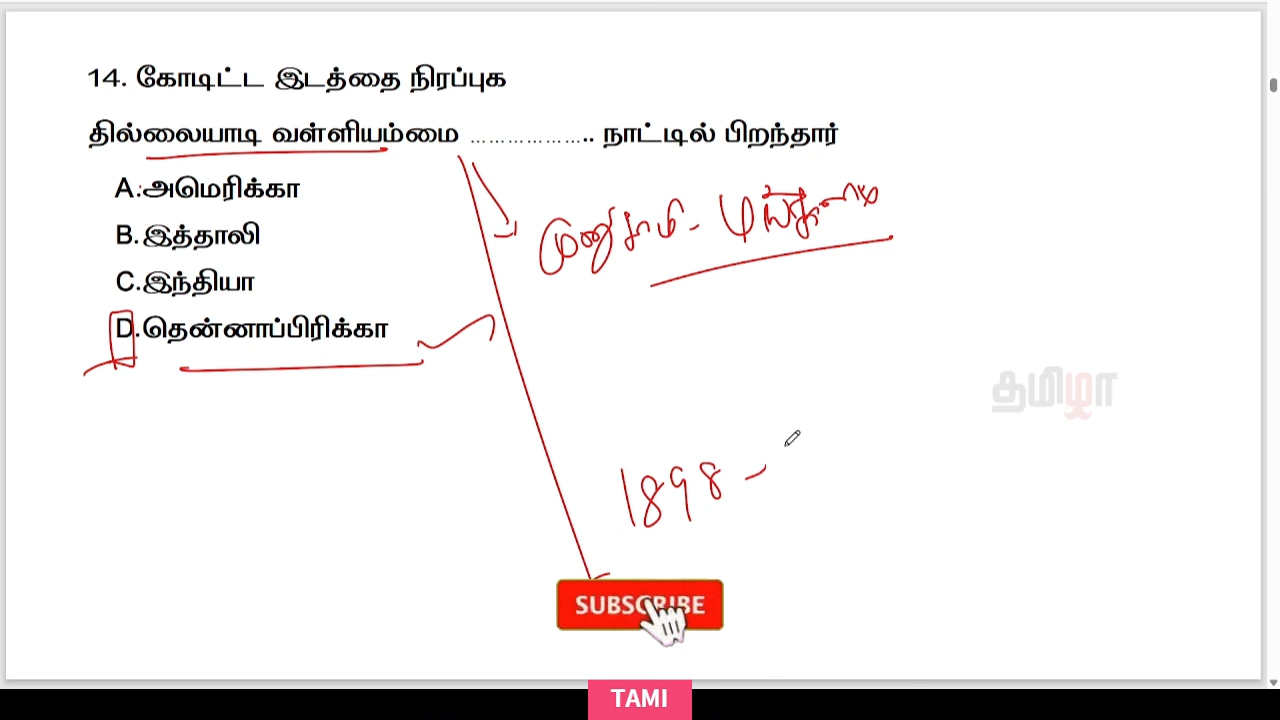 14. கோடிட்ட இடத்தை நிரப்புக
தில்லையாடி வள்ளியம்மை ……………….. நாட்டில் பிறந்தார்
A.அமெரிக்கா
B.இத்தாலி
C.இந்தியா
D.தென்னாப்பிரிக்கா
முனுசாமி - மங்களம்
தமிழா
1898 -
SUBSCRIBE
TAMI